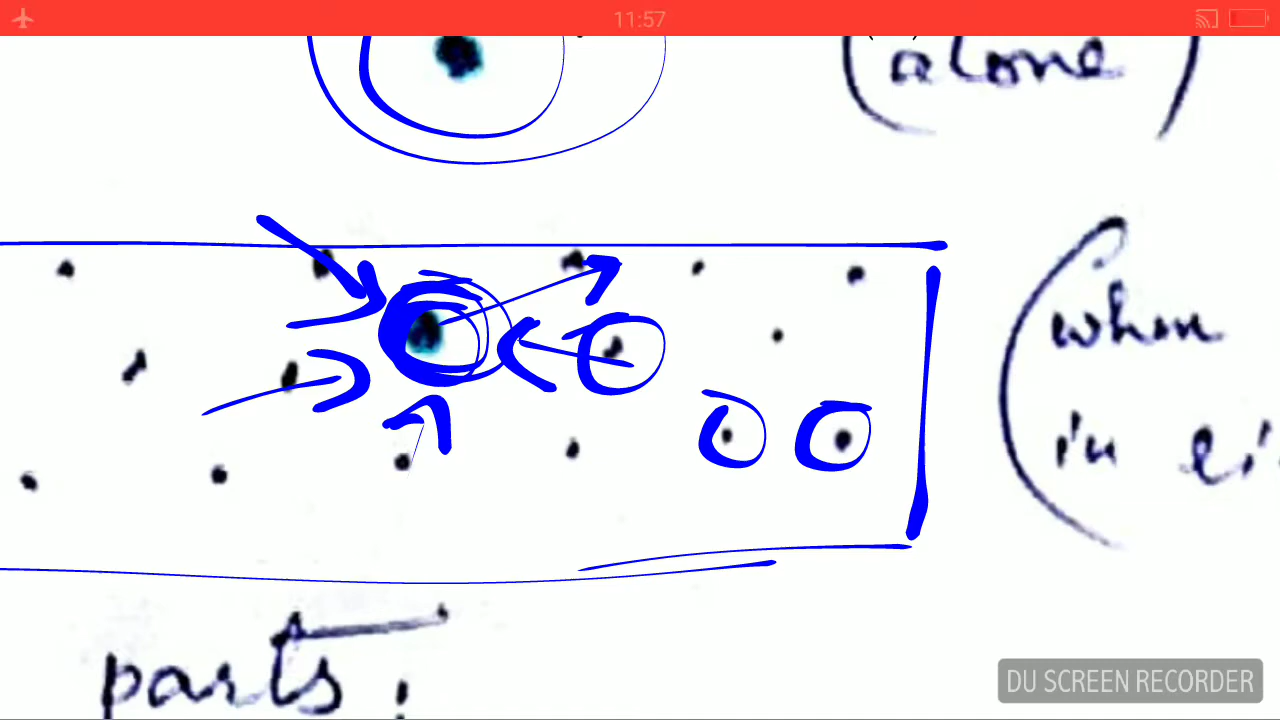 11:57
(alone)
(when
in
parts :
DU SCREEN RECORDER